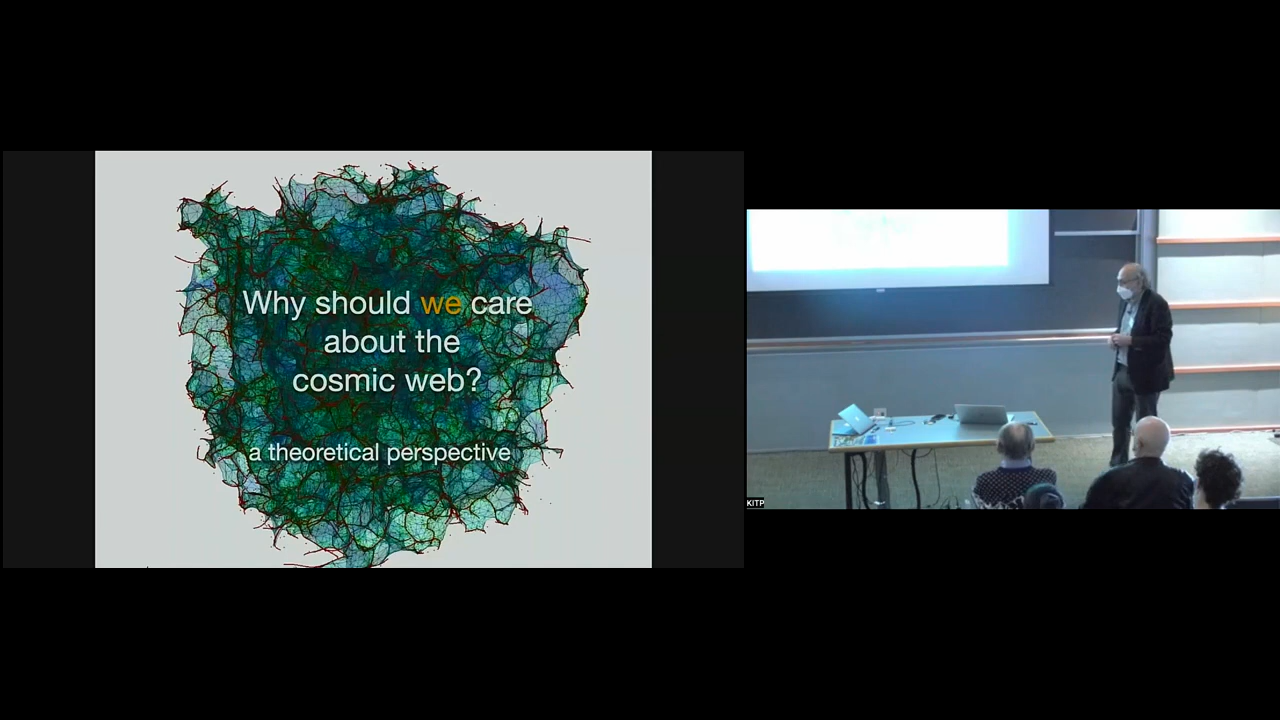 Why should we care
about the
cosmic web?
a theoretical perspective
KITP